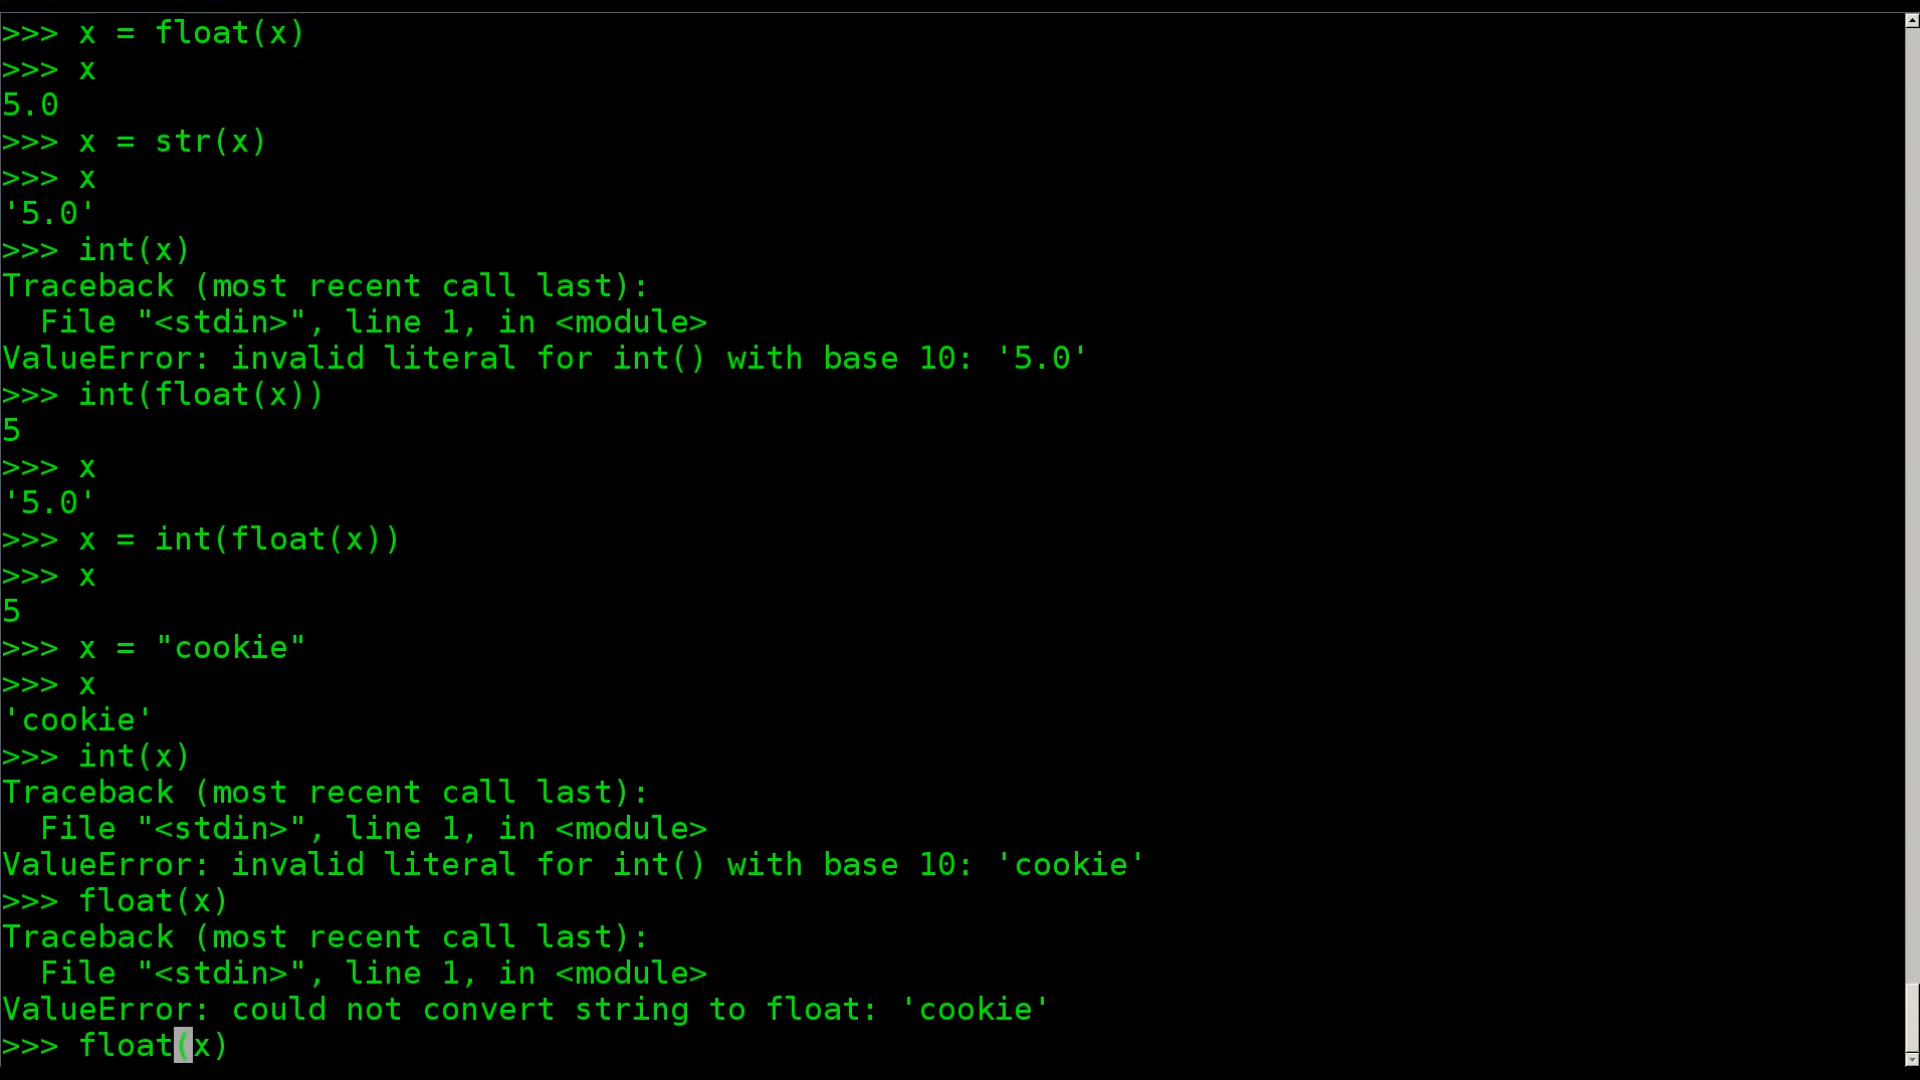 >>> x = float(x)
>>> x
5.0
>>> x = str(x)
>>> x
'5.0'
>>> int(x)
Traceback (most recent call last):
  File "<stdin>", line 1, in <module>
ValueError: invalid literal for int() with base 10: '5.0'
>>> int(float(x))
5
>>> x
'5.0'
>>> x = int(float(x))
>>> x
5
>>> x = "cookie"
>>> x
'cookie'
>>> int(x)
Traceback (most recent call last):
  File "<stdin>", line 1, in <module>
ValueError: invalid literal for int() with base 10: 'cookie'
>>> float(x)
Traceback (most recent call last):
  File "<stdin>", line 1, in <module>
ValueError: could not convert string to float: 'cookie'
>>> float(x)